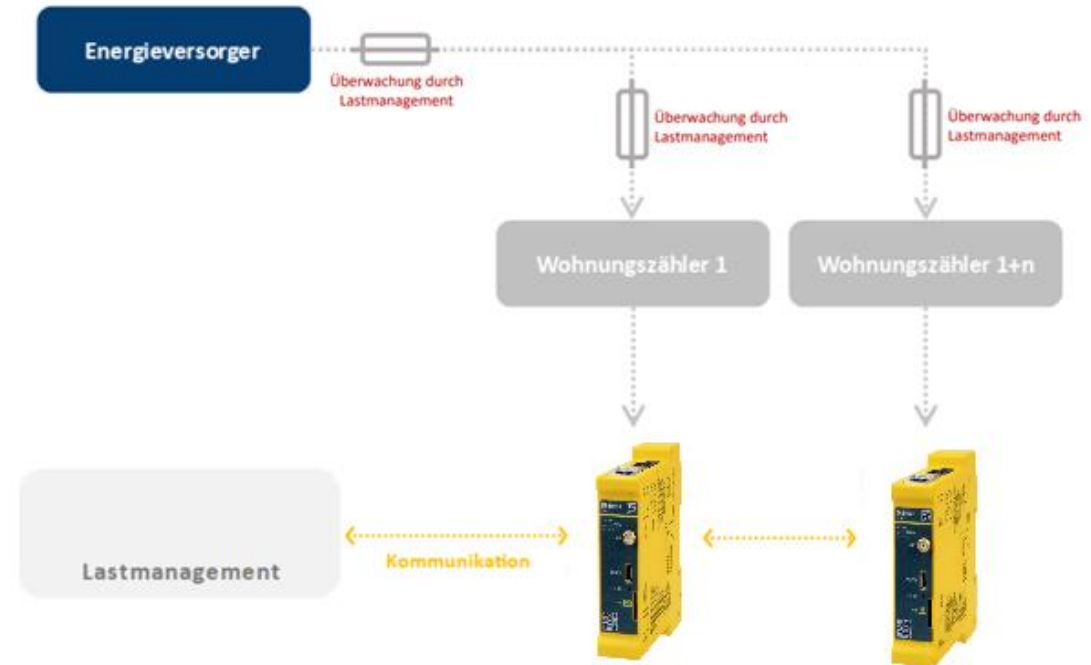 Energieversorger
Überwachung durch
Lastmanagement
Überwachung durch
Lastmanagement
Überwachung durch
Lastmanagement
Wohnungszähler 1
Wohnungszähler 1+n
Kommunikation
Lastmanagement